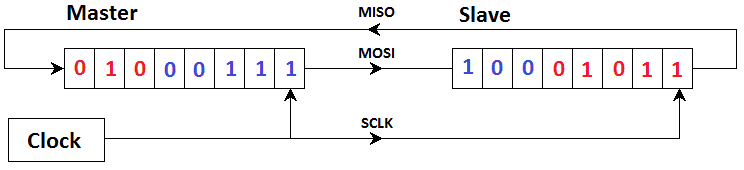 MISO
Master
Slave
0 1 0 0 0 1 1 1
MOSI
1 0 0 0 1 0 1 1
SCLK
Clock